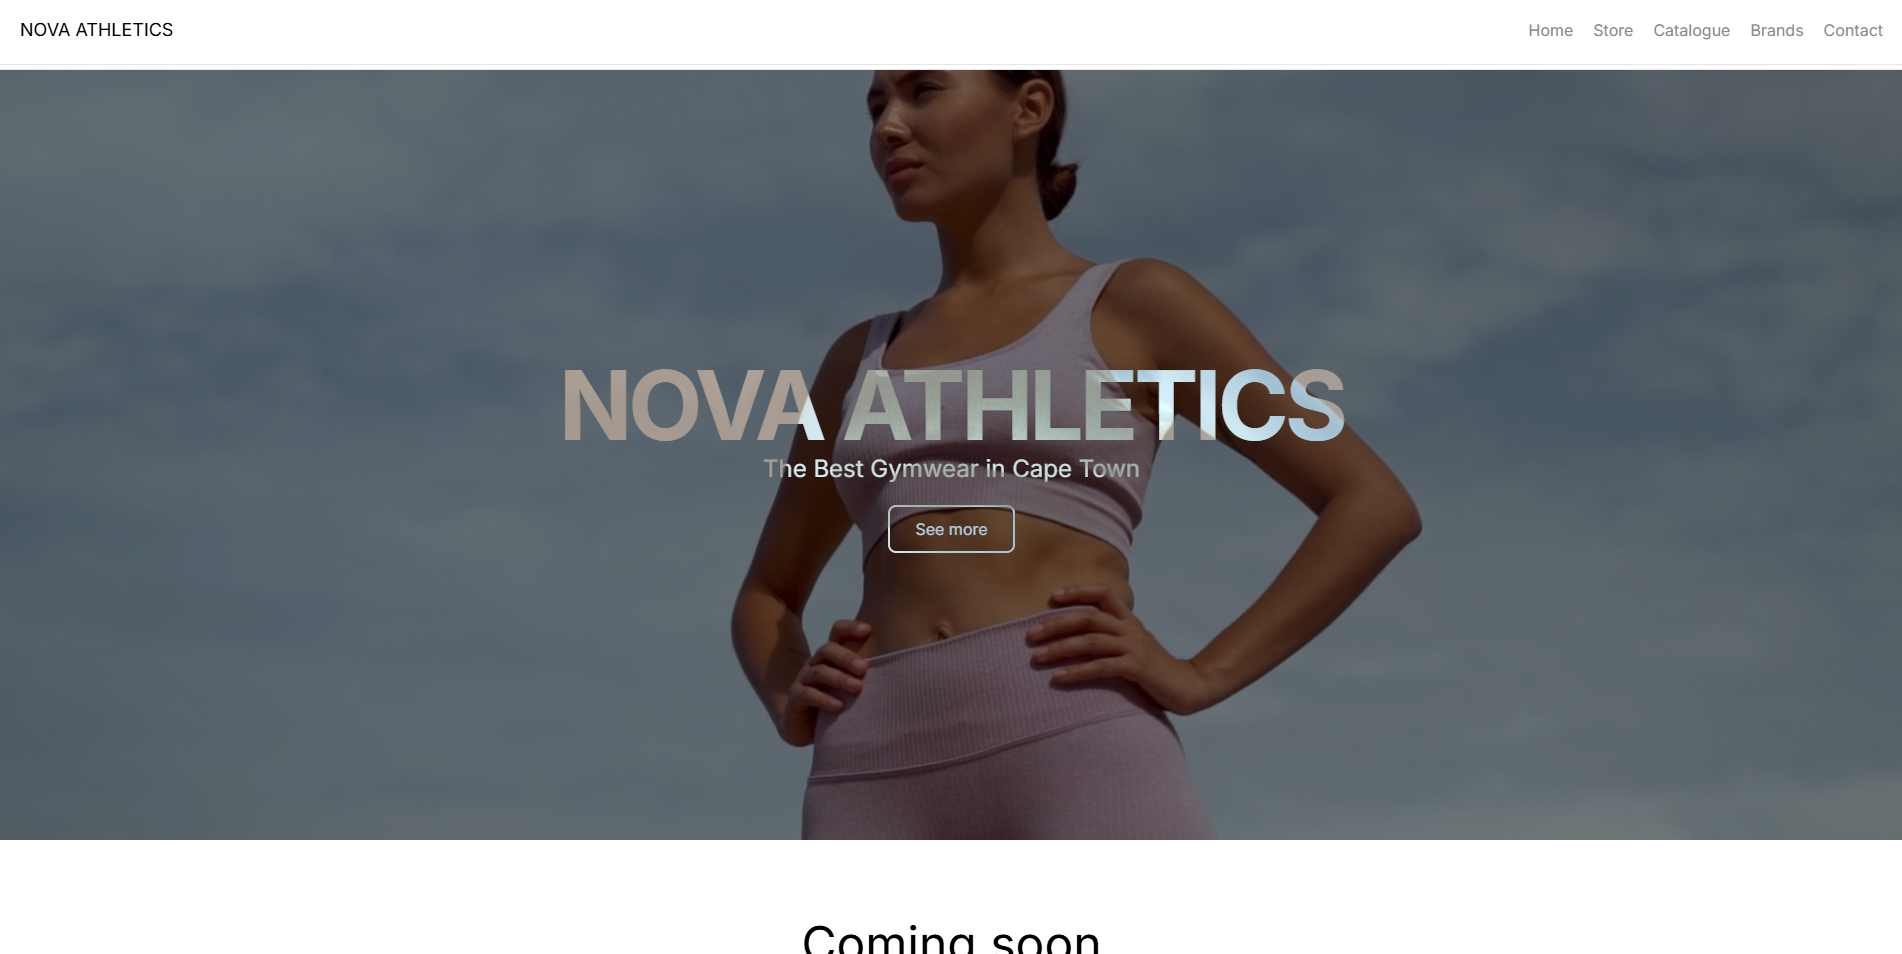 NOVA ATHLETICS
Home Store Catalogue Brands Contact
NOVA ATHLETICS
The Best Gymwear in Cape Town
See more
Coming soon